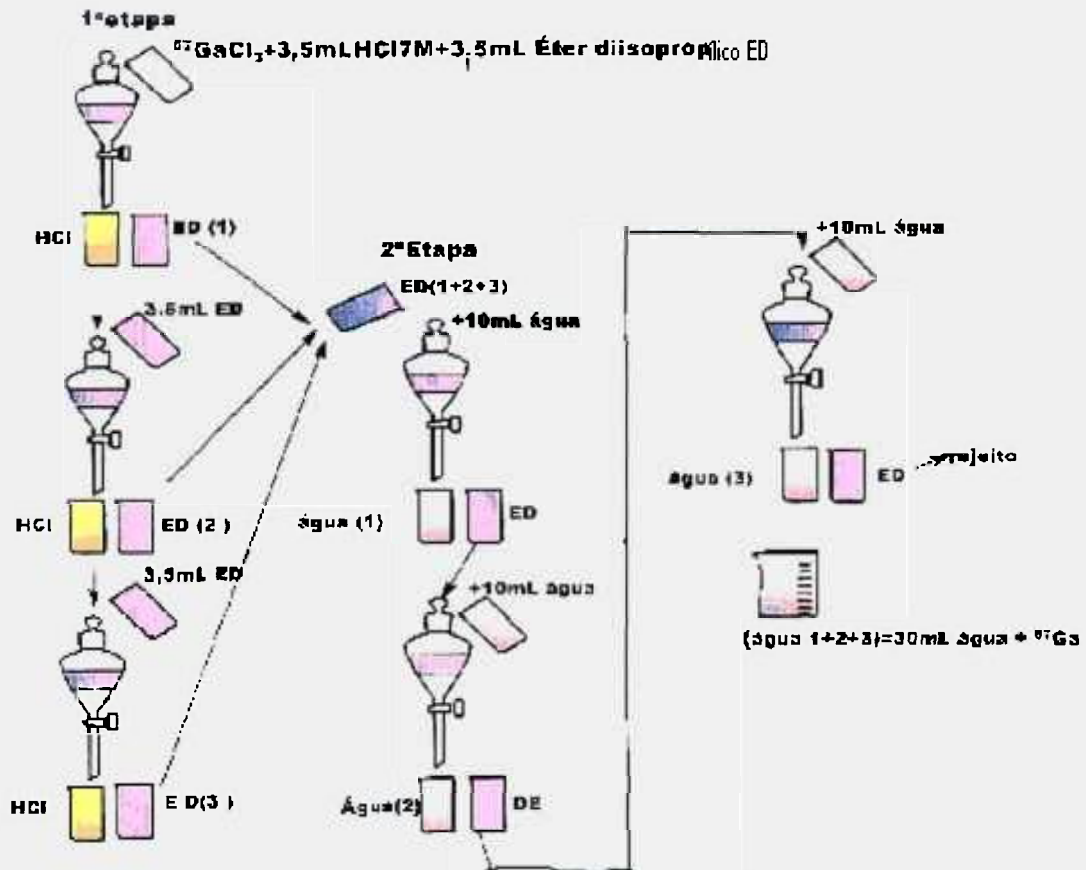 1ªetapa
⁶⁷GaCl₃+3,5mLHCl7M+3,5mL Éter diisopropílico ED
HCl
ED (1)
3.5mL ED
HCl
ED (2 )
3,5mL ED
HCl
E D(3 )
2ªEtapa
ED(1+2+3)
+10mL água
água (1)
ED
+10mL água
Água(2)
DE
+10mL água
água (3)
ED
rejeito
(água 1+2+3)=30mL água + ⁶⁷Ga